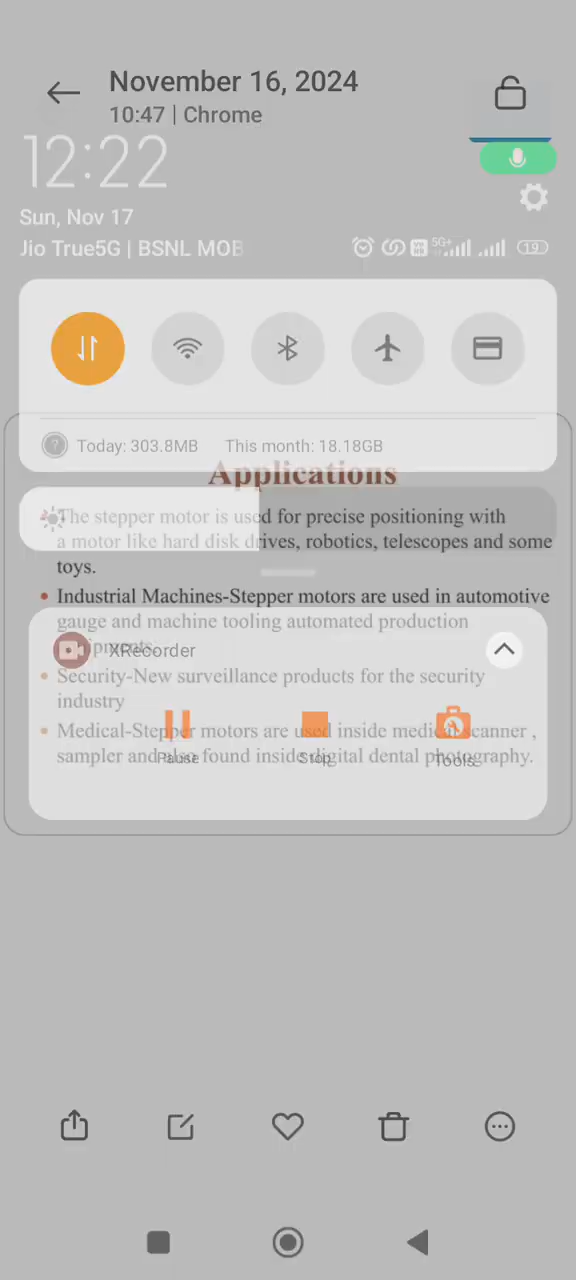 November 16, 2024
10:47 | Chrome
12:22
Sun, Nov 17
Jio True5G | BSNL MOB
5G+
19
Today: 303.8MB This month: 18.18GB
Applications
The stepper motor is used for precise positioning with
a motor like hard disk drives, robotics, telescopes and some
toys.
Industrial Machines-Stepper motors are used in automotive
gauge and machine tooling automated production
XRecorder
Security-New surveillance products for the security
industry
Medical-Stepper motors are used inside medical scanner ,
sampler and also found inside digital dental photography.
Pause Stop Tools